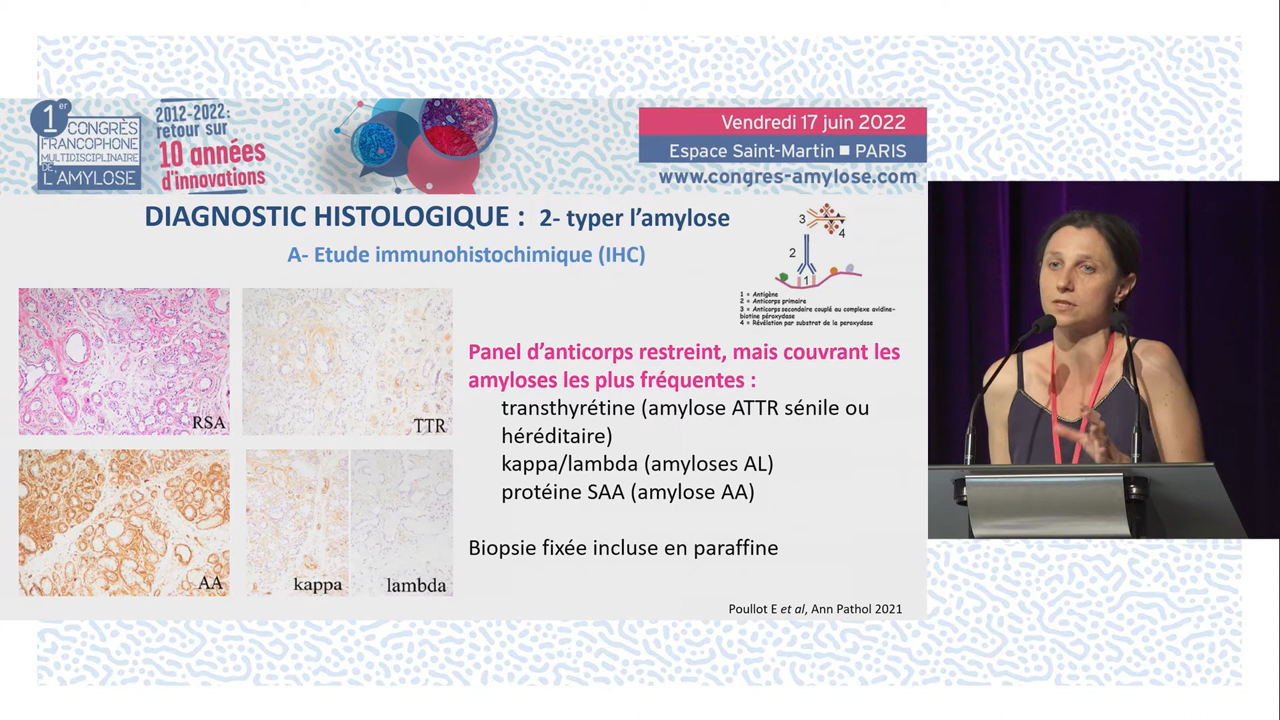 1er
CONGRÈS
FRANCOPHONE
MULTIDISCIPLINAIRE
DE
L'AMYLOSE
2012-2022:
retour sur
10 années
d'innovations
Vendredi 17 juin 2022
Espace Saint-Martin ■ PARIS
www.congres-amylose.com
DIAGNOSTIC HISTOLOGIQUE : 2- typer l'amylose
A- Etude immunohistochimique (IHC)
3
4
2
1
1 = Antigène
2 = Anticorps primaire
3 = Anticorps secondaire couplé au complexe avidine-
biotine péroxydase
4 = Révélation par substrat de la peroxydase
RSA
TTR
AA
kappa
lambda
Panel d'anticorps restreint, mais couvrant les
amyloses les plus fréquentes :
transthyrétine (amylose ATTR sénile ou
héréditaire)
kappa/lambda (amyloses AL)
protéine SAA (amylose AA)
Biopsie fixée incluse en paraffine
Poullot E et al, Ann Pathol 2021